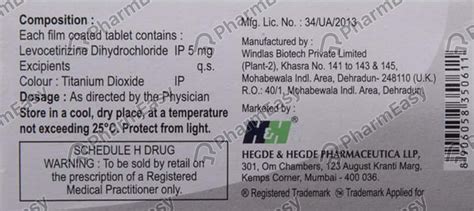 Composition :
Each film coated tablet contains :
Levocetirizine Dihydrochloride IP 5 mg
Excipients q.s.
Colour : Titanium Dioxide IP
Dosage : As directed by the Physician
Store in a cool, dry place, at a temperature
not exceeding 25°C. Protect from light.
SCHEDULE H DRUG
WARNING : To be sold by retail on
the prescription of a Registered
Medical Practitioner only.
Mfg. Lic. No. : 34/UA/2013
Manufactured by :
Windlas Biotech Private Limited
(Plant-2), Khasra No. 141 to 143 & 145,
Mohabewala Indl. Area, Dehradun- 248110 (U.K.)
R.O.: 40/1, Mohabewala Indl. Area, Dehradun
Marketed by :
H&H
HEGDE & HEGDE PHARMACEUTICA LLP,
301, Om Chambers, 123 August Kranti Marg,
Kemps Corner, Mumbai - 400 036.
® Registered Trademark
Trademark Applied for
PharmEasy